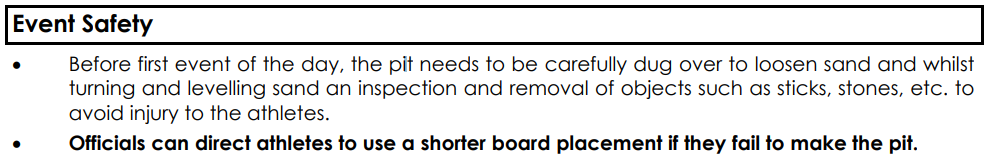 Event Safety
• Before first event of the day, the pit needs to be carefully dug over to loosen sand and whilst
turning and levelling sand an inspection and removal of objects such as sticks, stones, etc. to
avoid injury to the athletes.
• Officials can direct athletes to use a shorter board placement if they fail to make the pit.